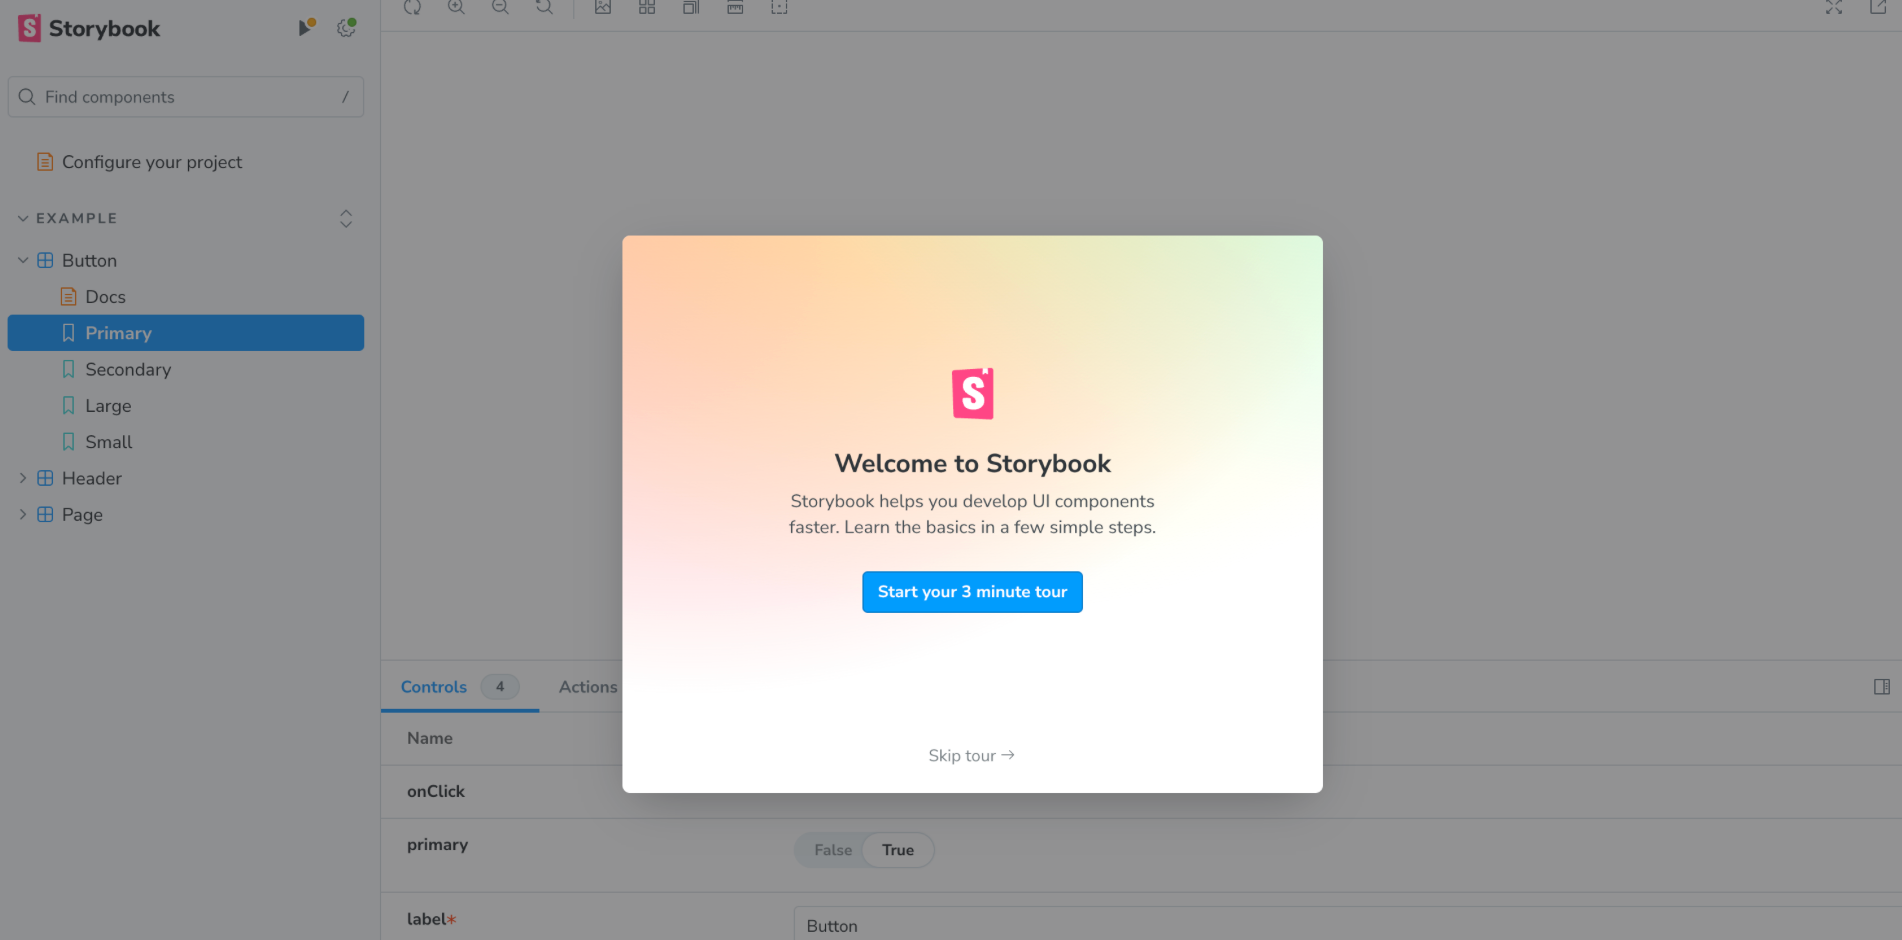 Storybook
Find components /
Configure your project
EXAMPLE
Button
Docs
Primary
Secondary
Large
Small
Header
Page
S
Welcome to Storybook
Storybook helps you develop UI components
faster. Learn the basics in a few simple steps.
Start your 3 minute tour
Skip tour →
Controls 4 Actions
Name
onClick
primary False True
label* Button